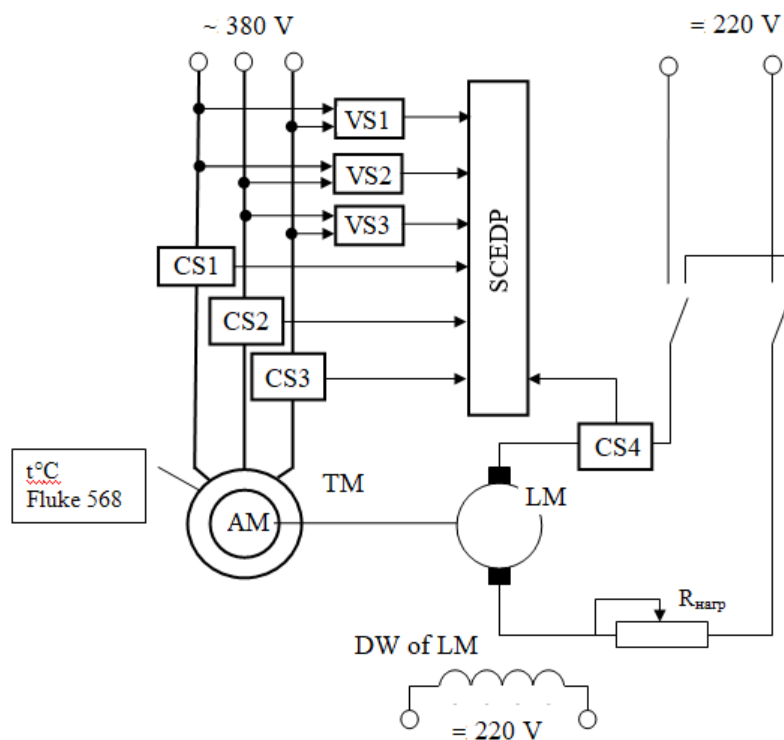 ~ 380 V
= 220 V
VS1
VS2
VS3
SCEDP
CS1
CS2
CS3
CS4
t°C
Fluke 568
TM
AM
LM
Rнагр
DW of LM
= 220 V